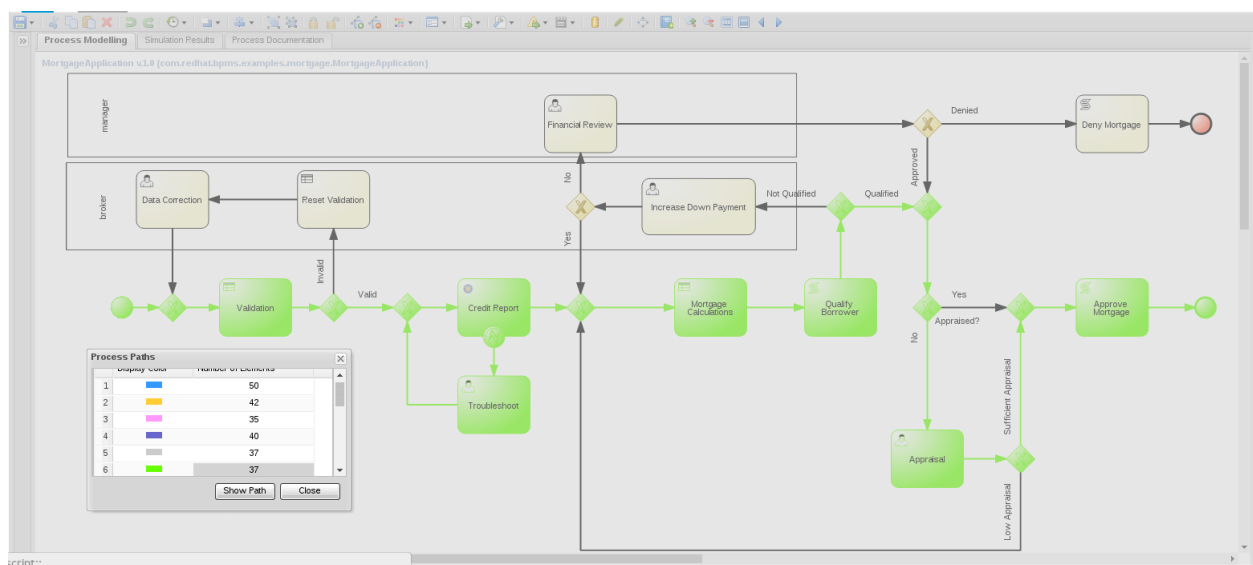 Process Modelling
Simulation Results
Process Documentation
MortgageApplication v.1.0 (com.redhat.bpms.examples.mortgage.MortgageApplication)
manager
Financial Review
Denied
Deny Mortgage
Approved
broker
Data Correction
Reset Validation
No
Increase Down Payment
Not Qualified
Qualified
Yes
Invalid
Validation
Valid
Credit Report
Mortgage Calculations
Qualify Borrower
Yes
Appraised?
No
Approve Mortgage
Troubleshoot
Sufficient Appraisal
Appraisal
Low Appraisal
Process Paths
Display Color Number of Elements
1 50
2 42
3 35
4 40
5 37
6 37
Show Path Close
script::